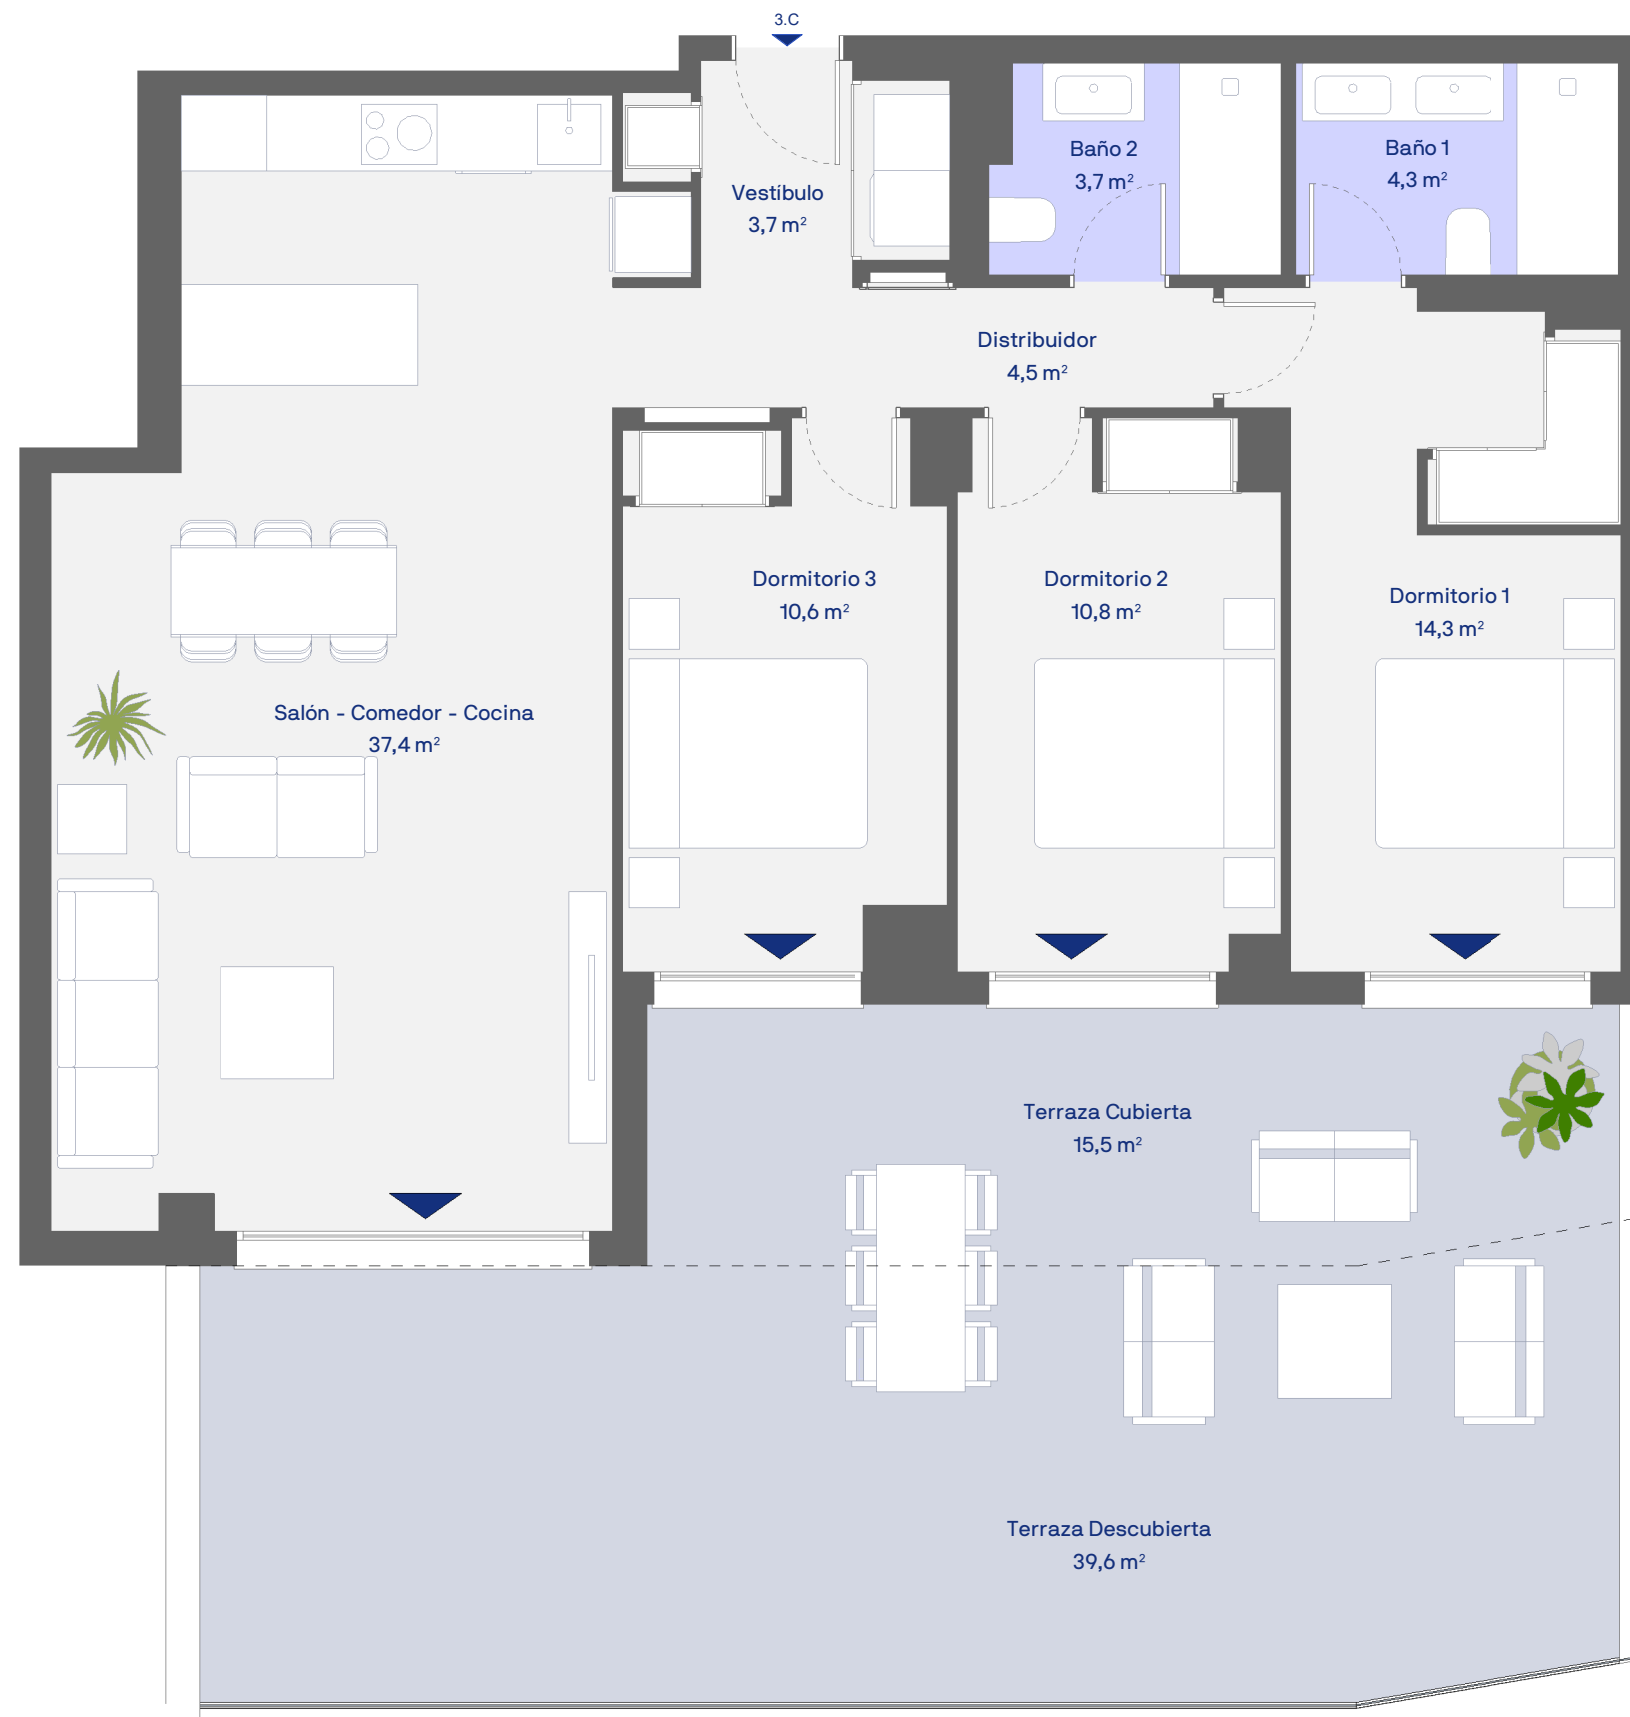 3.C
Baño 2
3,7 m²
Baño 1
4,3 m²
Vestíbulo
3,7 m²
Distribuidor
4,5 m²
Dormitorio 3
10,6 m²
Dormitorio 2
10,8 m²
Dormitorio 1
14,3 m²
Salón - Comedor - Cocina
37,4 m²
Terraza Cubierta
15,5 m²
Terraza Descubierta
39,6 m²